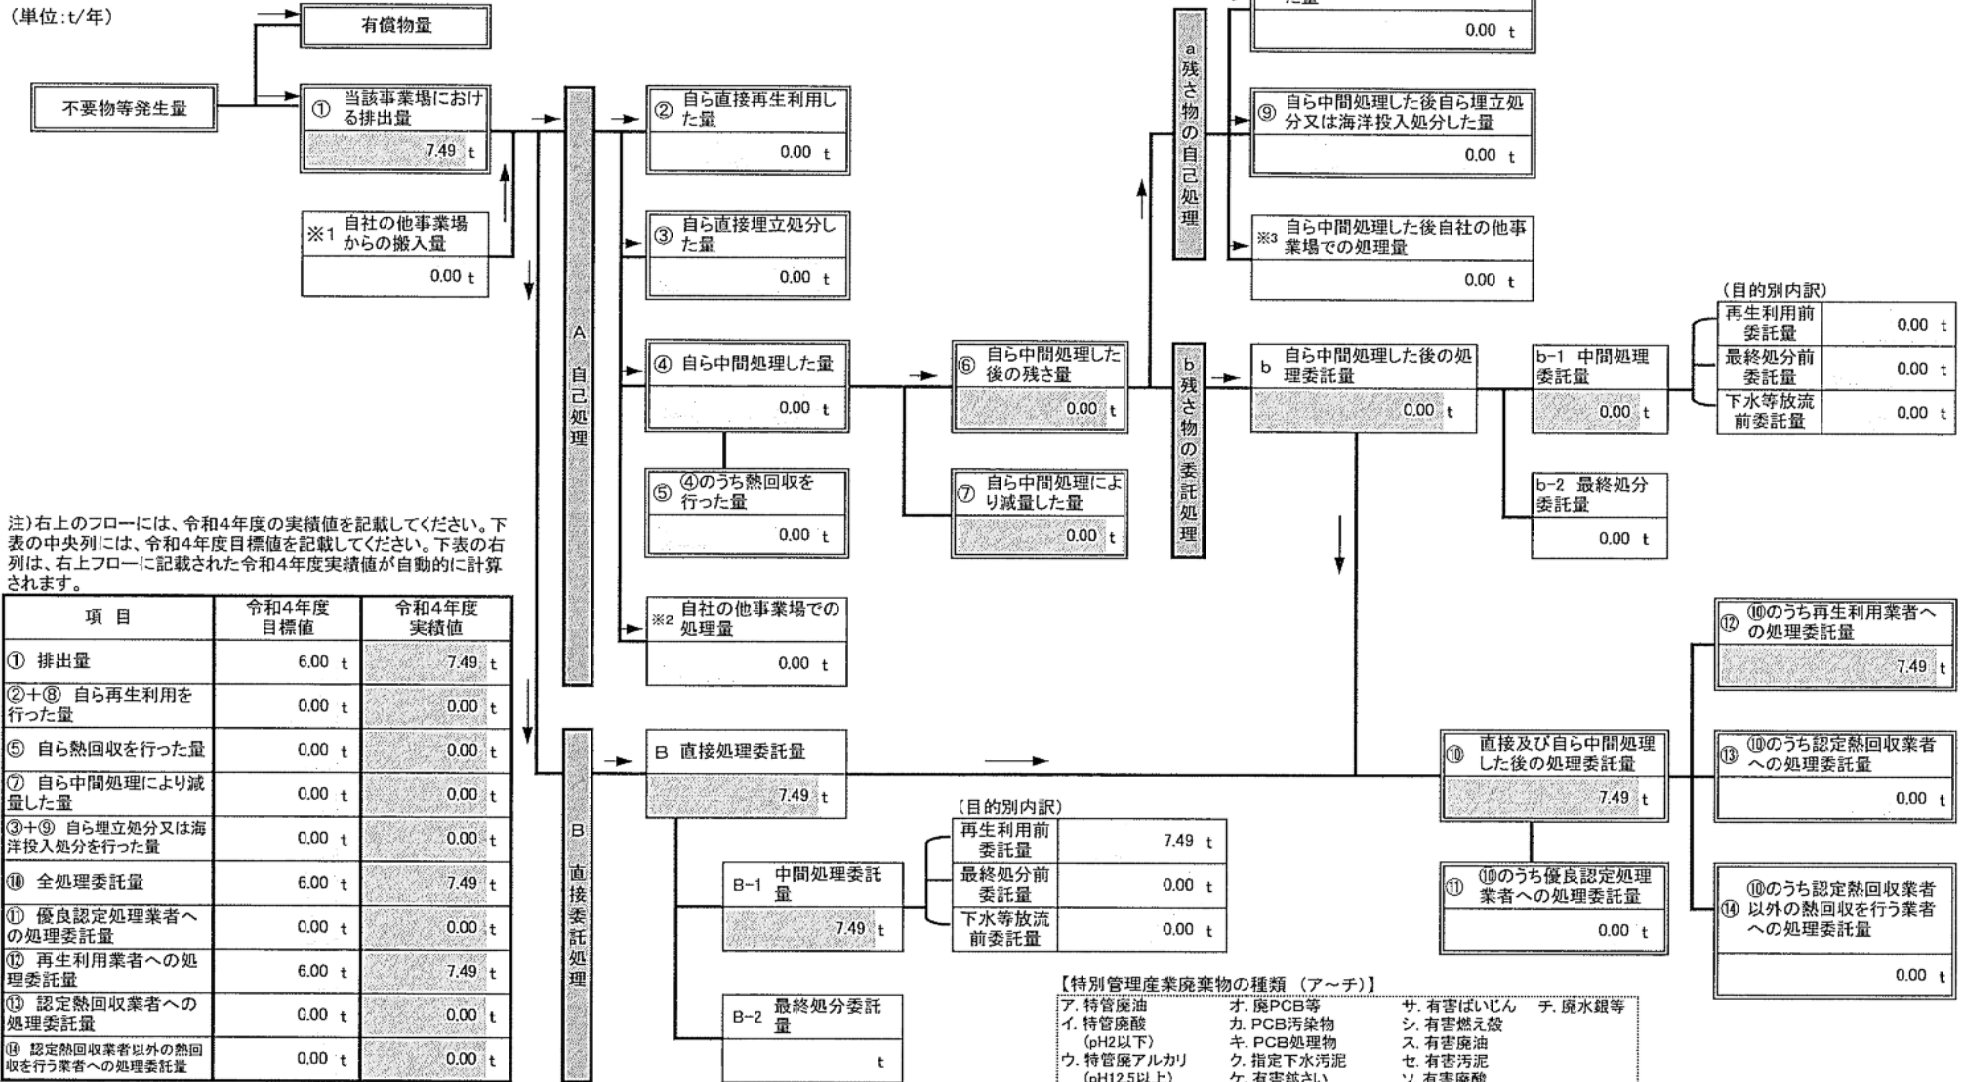 (単位:t/年)
有償物量
不要物等発生量
① 当該事業場におけ
る排出量
7.49 t
※1 自社の他事業場
からの搬入量
0.00 t
A 自己処理
② 自ら直接再生利用し
た量
0.00 t
③ 自ら直接埋立処分し
た量
0.00 t
④ 自ら中間処理した量
0.00 t
⑤ ④のうち熱回収を
行った量
0.00 t
※2 自社の他事業場での
処理量
0.00 t
⑥ 自ら中間処理した
後の残さ量
0.00 t
⑦ 自ら中間処理によ
り減量した量
0.00 t
a 残さ物の自己処理
た量
0.00 t
⑨ 自ら中間処理した後自ら埋立処
分又は海洋投入処分した量
0.00 t
※3 自ら中間処理した後自社の他事
業場での処理量
0.00 t
b 残さ物の委託処理
b 自ら中間処理した後の処
理委託量
0.00 t
b-1 中間処理
委託量
0.00 t
(目的別内訳)
再生利用前
委託量 0.00 t
最終処分前
委託量 0.00 t
下水等放流
前委託量 0.00 t
b-2 最終処分
委託量
0.00 t
注)右上のフローには、令和4年度の実績値を記載してください。下
表の中央列には、令和4年度目標値を記載してください。下表の右
列は、右上フローに記載された令和4年度実績値が自動的に計算
されます。
項 目 令和4年度
目標値 令和4年度
実績値
① 排出量 6.00 t 7.49 t
②+⑧ 自ら再生利用を
行った量 0.00 t 0.00 t
⑤ 自ら熱回収を行った量 0.00 t 0.00 t
⑦ 自ら中間処理により減
量した量 0.00 t 0.00 t
③+⑨ 自ら埋立処分又は海
洋投入処分を行った量 0.00 t 0.00 t
⑩ 全処理委託量 6.00 t 7.49 t
⑪ 優良認定処理業者へ
の処理委託量 0.00 t 0.00 t
⑫ 再生利用業者への処
理委託量 6.00 t 7.49 t
⑬ 認定熱回収業者への
処理委託量 0.00 t 0.00 t
⑭ 認定熱回収業者以外の熱回
収を行う業者への処理委託量 0.00 t 0.00 t
B 直接委託処理
B 直接処理委託量
7.49 t
B-1 中間処理委託
量
7.49 t
(目的別内訳)
再生利用前
委託量 7.49 t
最終処分前
委託量 0.00 t
下水等放流
前委託量 0.00 t
B-2 最終処分委託
量
t
⑩ 直接及び自ら中間処理
した後の処理委託量
7.49 t
⑪ ⑩のうち優良認定処理
業者への処理委託量
0.00 t
⑫ ⑩のうち再生利用業者へ
の処理委託量
7.49 t
⑬ ⑩のうち認定熱回収業者
への処理委託量
0.00 t
⑭ ⑩のうち認定熱回収業者
以外の熱回収を行う業者
への処理委託量
0.00 t
【特別管理産業廃棄物の種類 (ア~チ)】
ア. 特管廃油 オ. 廃PCB等 サ. 有害ばいじん チ. 廃水銀等
イ. 特管廃酸 カ. PCB汚染物 シ. 有害燃え殻
(pH2以下) キ. PCB処理物 ス. 有害廃油
ウ. 特管廃アルカリ ク. 指定下水汚泥 セ. 有害汚泥
(pH12.5以上) ケ. 有害鉱さい ソ. 有害廃酸